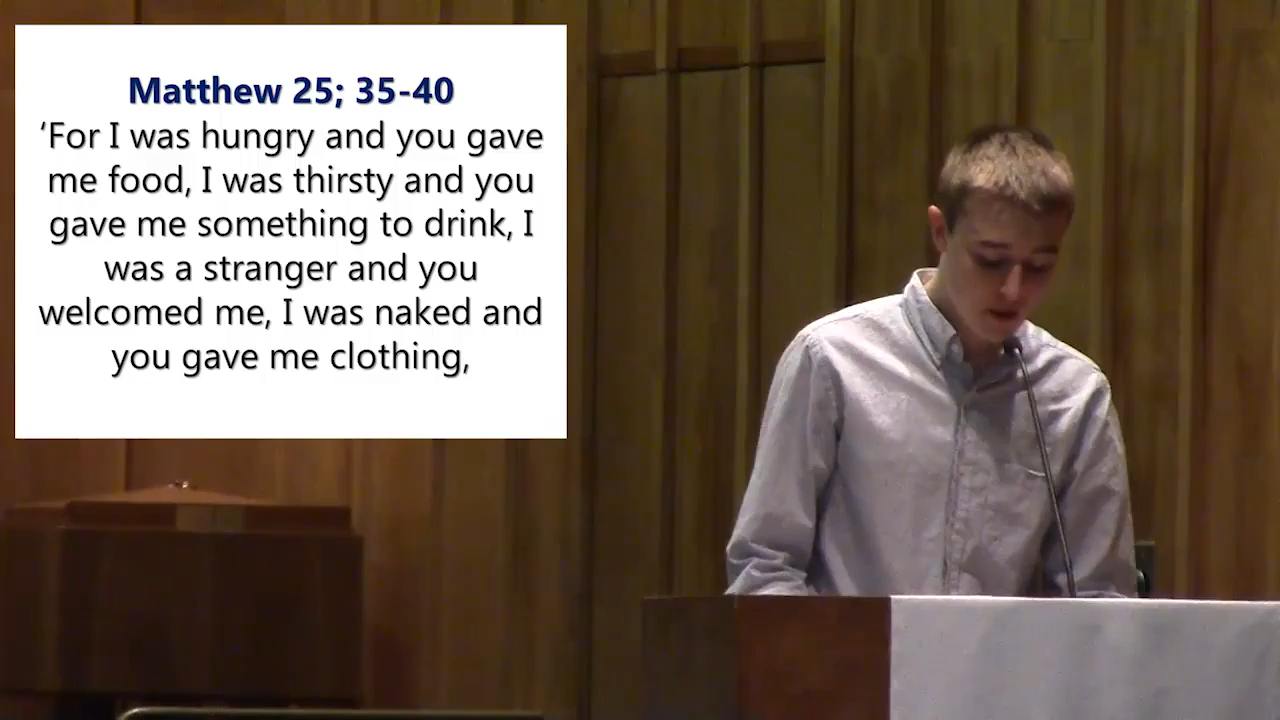 Matthew 25; 35-40
‘For I was hungry and you gave
me food, I was thirsty and you
gave me something to drink, I
was a stranger and you
welcomed me, I was naked and
you gave me clothing,